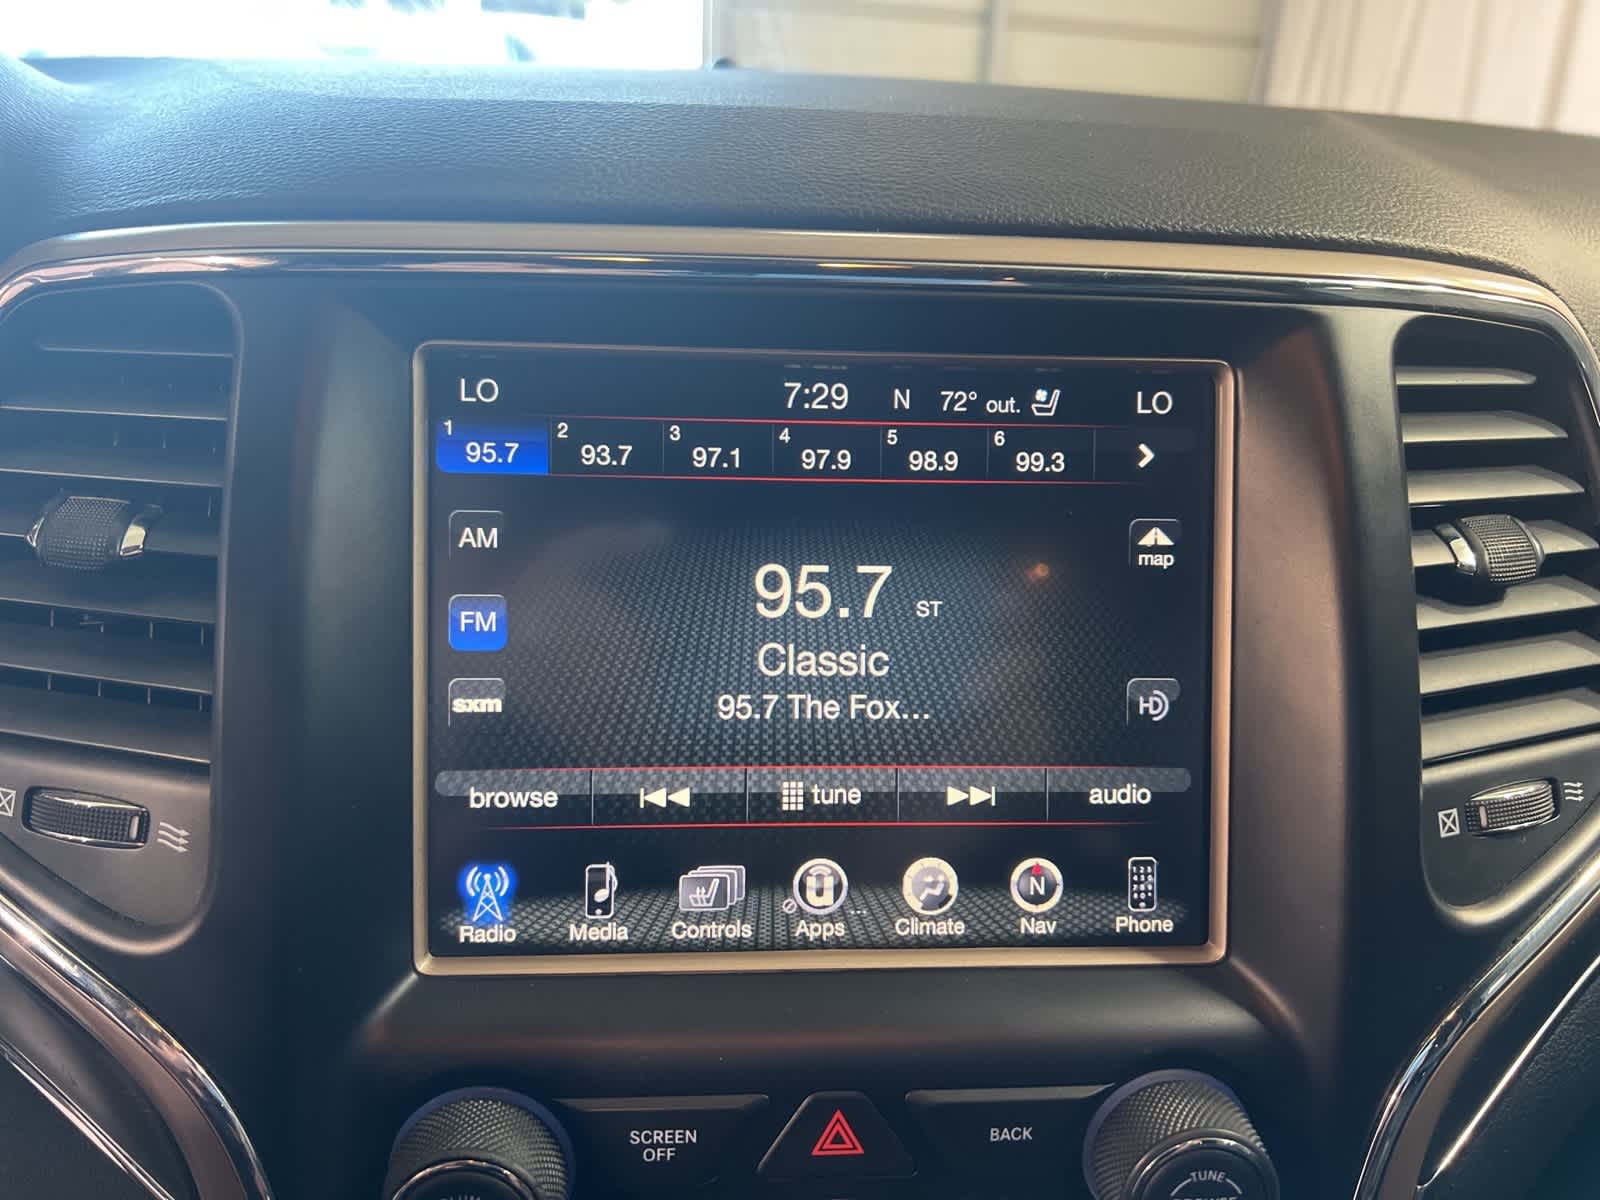 LO 7:29 N 72° out. LO
1 95.7 2 93.7 3 97.1 4 97.9 5 98.9 6 99.3
AM
map
95.7 ST
FM
Classic
sxm
95.7 The Fox...
HD
browse tune audio
N
Radio Media Controls Apps ... Climate Nav Phone
SCREEN
OFF
BACK
TUNE